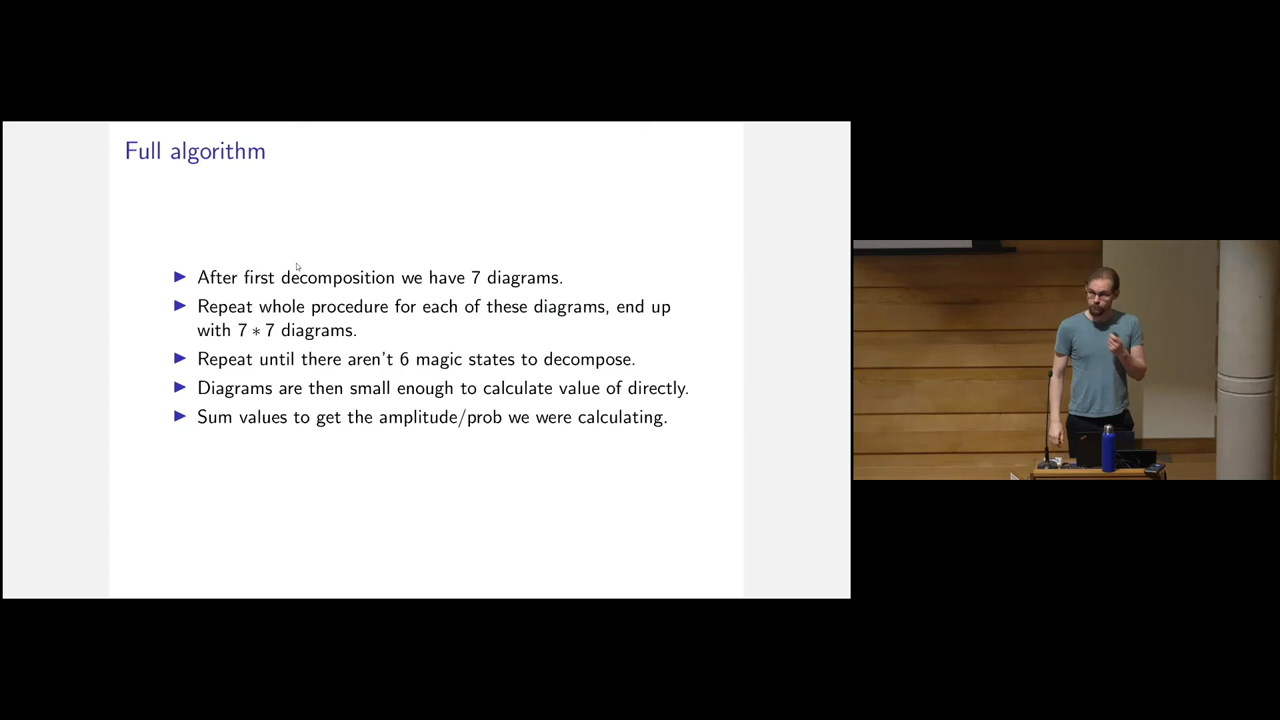 Full algorithm
▶ After first decomposition we have 7 diagrams.
▶ Repeat whole procedure for each of these diagrams, end up
with 7 ∗ 7 diagrams.
▶ Repeat until there aren't 6 magic states to decompose.
▶ Diagrams are then small enough to calculate value of directly.
▶ Sum values to get the amplitude/prob we were calculating.